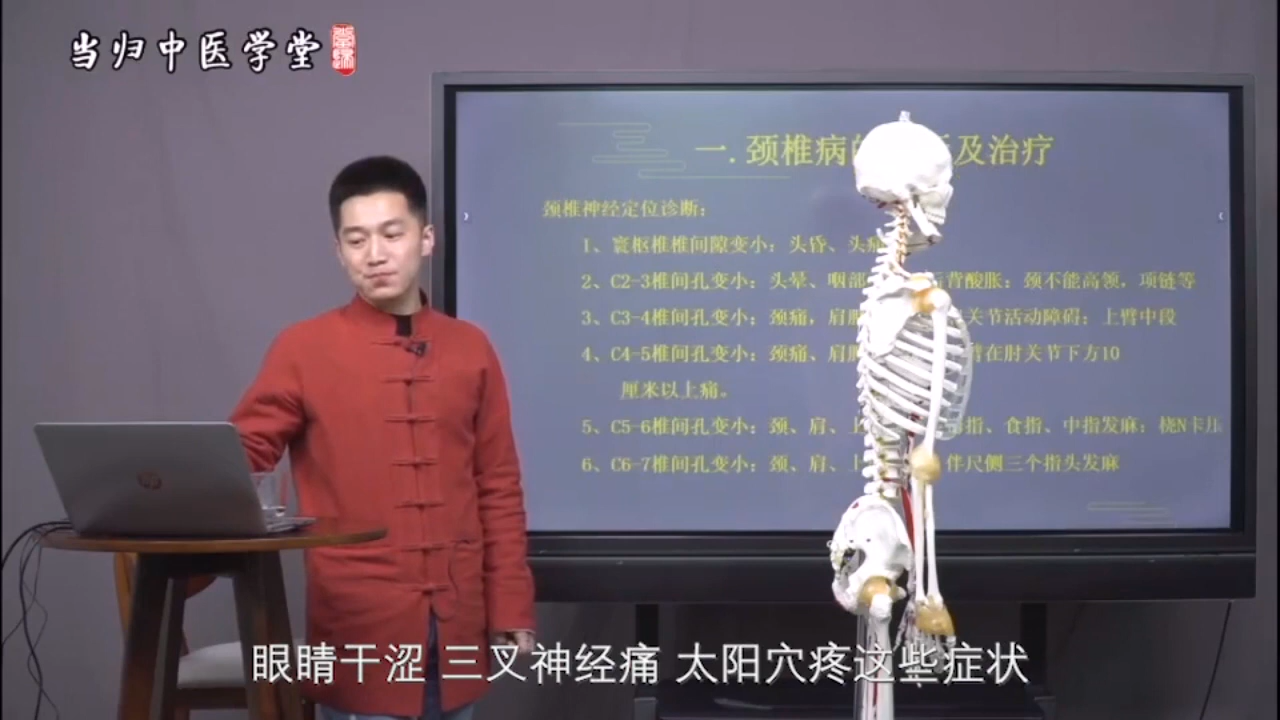 当归中医学堂
一.颈椎病的 及治疗
颈椎神经定位诊断:
1、寰枢椎椎间隙变小:头昏、头痛
2、C2-3椎间孔变小:头晕、咽部 后背酸胀:颈不能高领,项链等
3、C3-4椎间孔变小:颈痛,肩胛 关节活动障碍:上臂中段
4、C4-5椎间孔变小:颈痛、肩胛 臂在肘关节下方10
厘米以上痛。
5、C5-6椎间孔变小:颈、肩、上 指、食指、中指发麻:桡N卡压
6、C6-7椎间孔变小:颈、肩、上 伴尺侧三个指头发麻
眼睛干涩 三叉神经痛 太阳穴疼这些症状